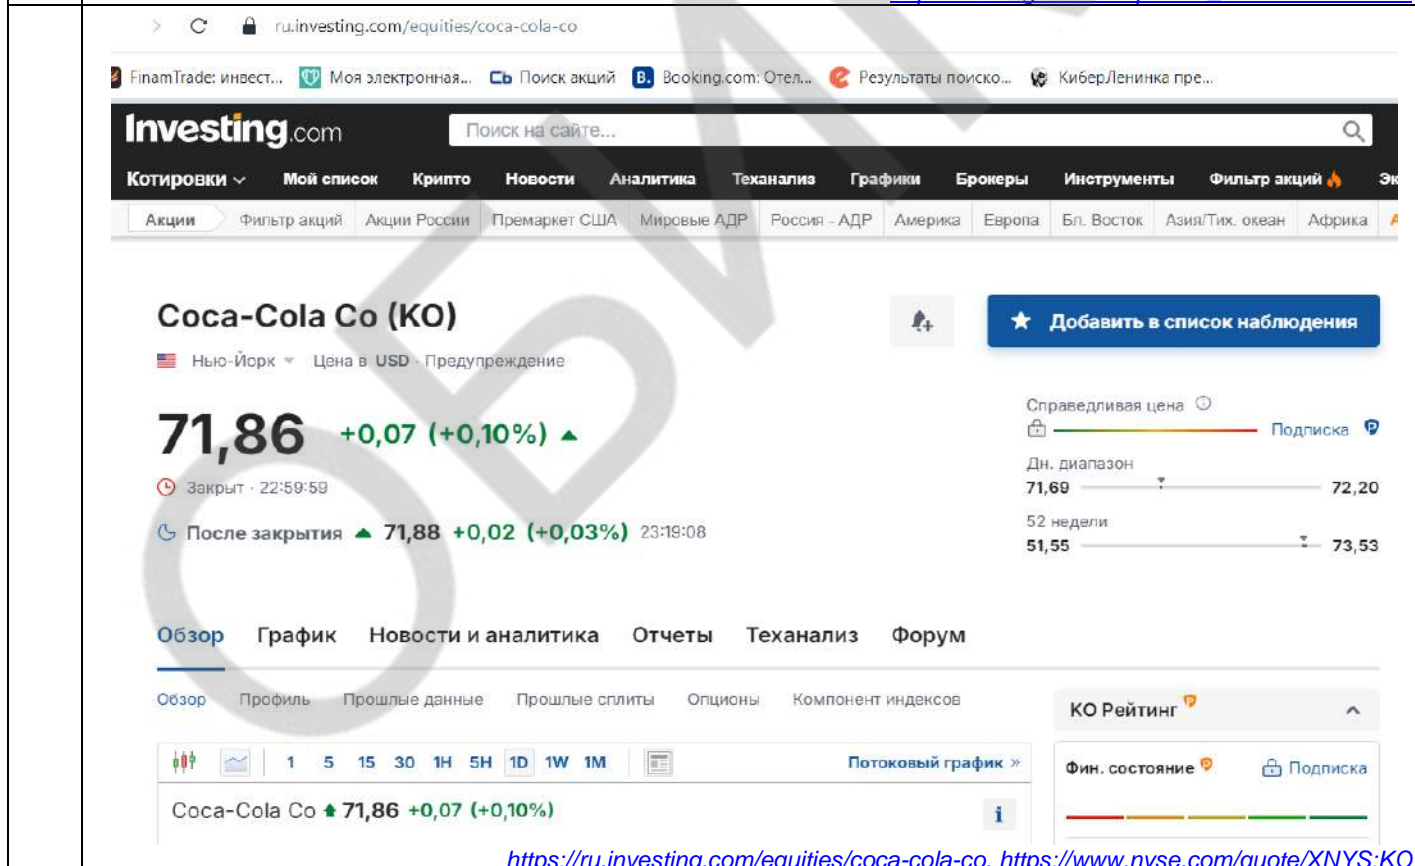 ru.investing.com/equities/coca-cola-co
FinamTrade: инвест... Моя электронная... Сь Поиск акций B. Booking.com: Отел... Результаты поиско... КиберЛенинка пре...
Investing.com Поиск на сайте...
Котировки Мой список Крипто Новости Аналитика Теханализ Графики Брокеры Инструменты Фильтр акций Эк
Акции Фильтр акций Акции России Премаркет США Мировые АДР Россия - АДР Америка Европа Бл. Восток Азия/Тих. океан Африка
Coca-Cola Co (KO)
Добавить в список наблюдения
Нью-Йорк Цена в USD · Предупреждение
Справедливая цена
71,86 +0,07 (+0,10%)
Подписка
Дн. диапазон
Закрыт · 22:59:59
71,69 72,20
52 недели
После закрытия 71,88 +0,02 (+0,03%) 23:19:08
51,55 73,53
Обзор График Новости и аналитика Отчеты Теханализ Форум
Обзор Профиль Прошлые данные Прошлые сплиты Опционы Компонент индексов
KO Рейтинг
1 5 15 30 1H 5H 1D 1W 1M Потоковый график »
Фин. состояние Подписка
Coca-Cola Co 71,86 +0,07 (+0,10%)
https://ru.investing.com/equities/coca-cola-co, https://www.nyse.com/quote/XNYS:KO